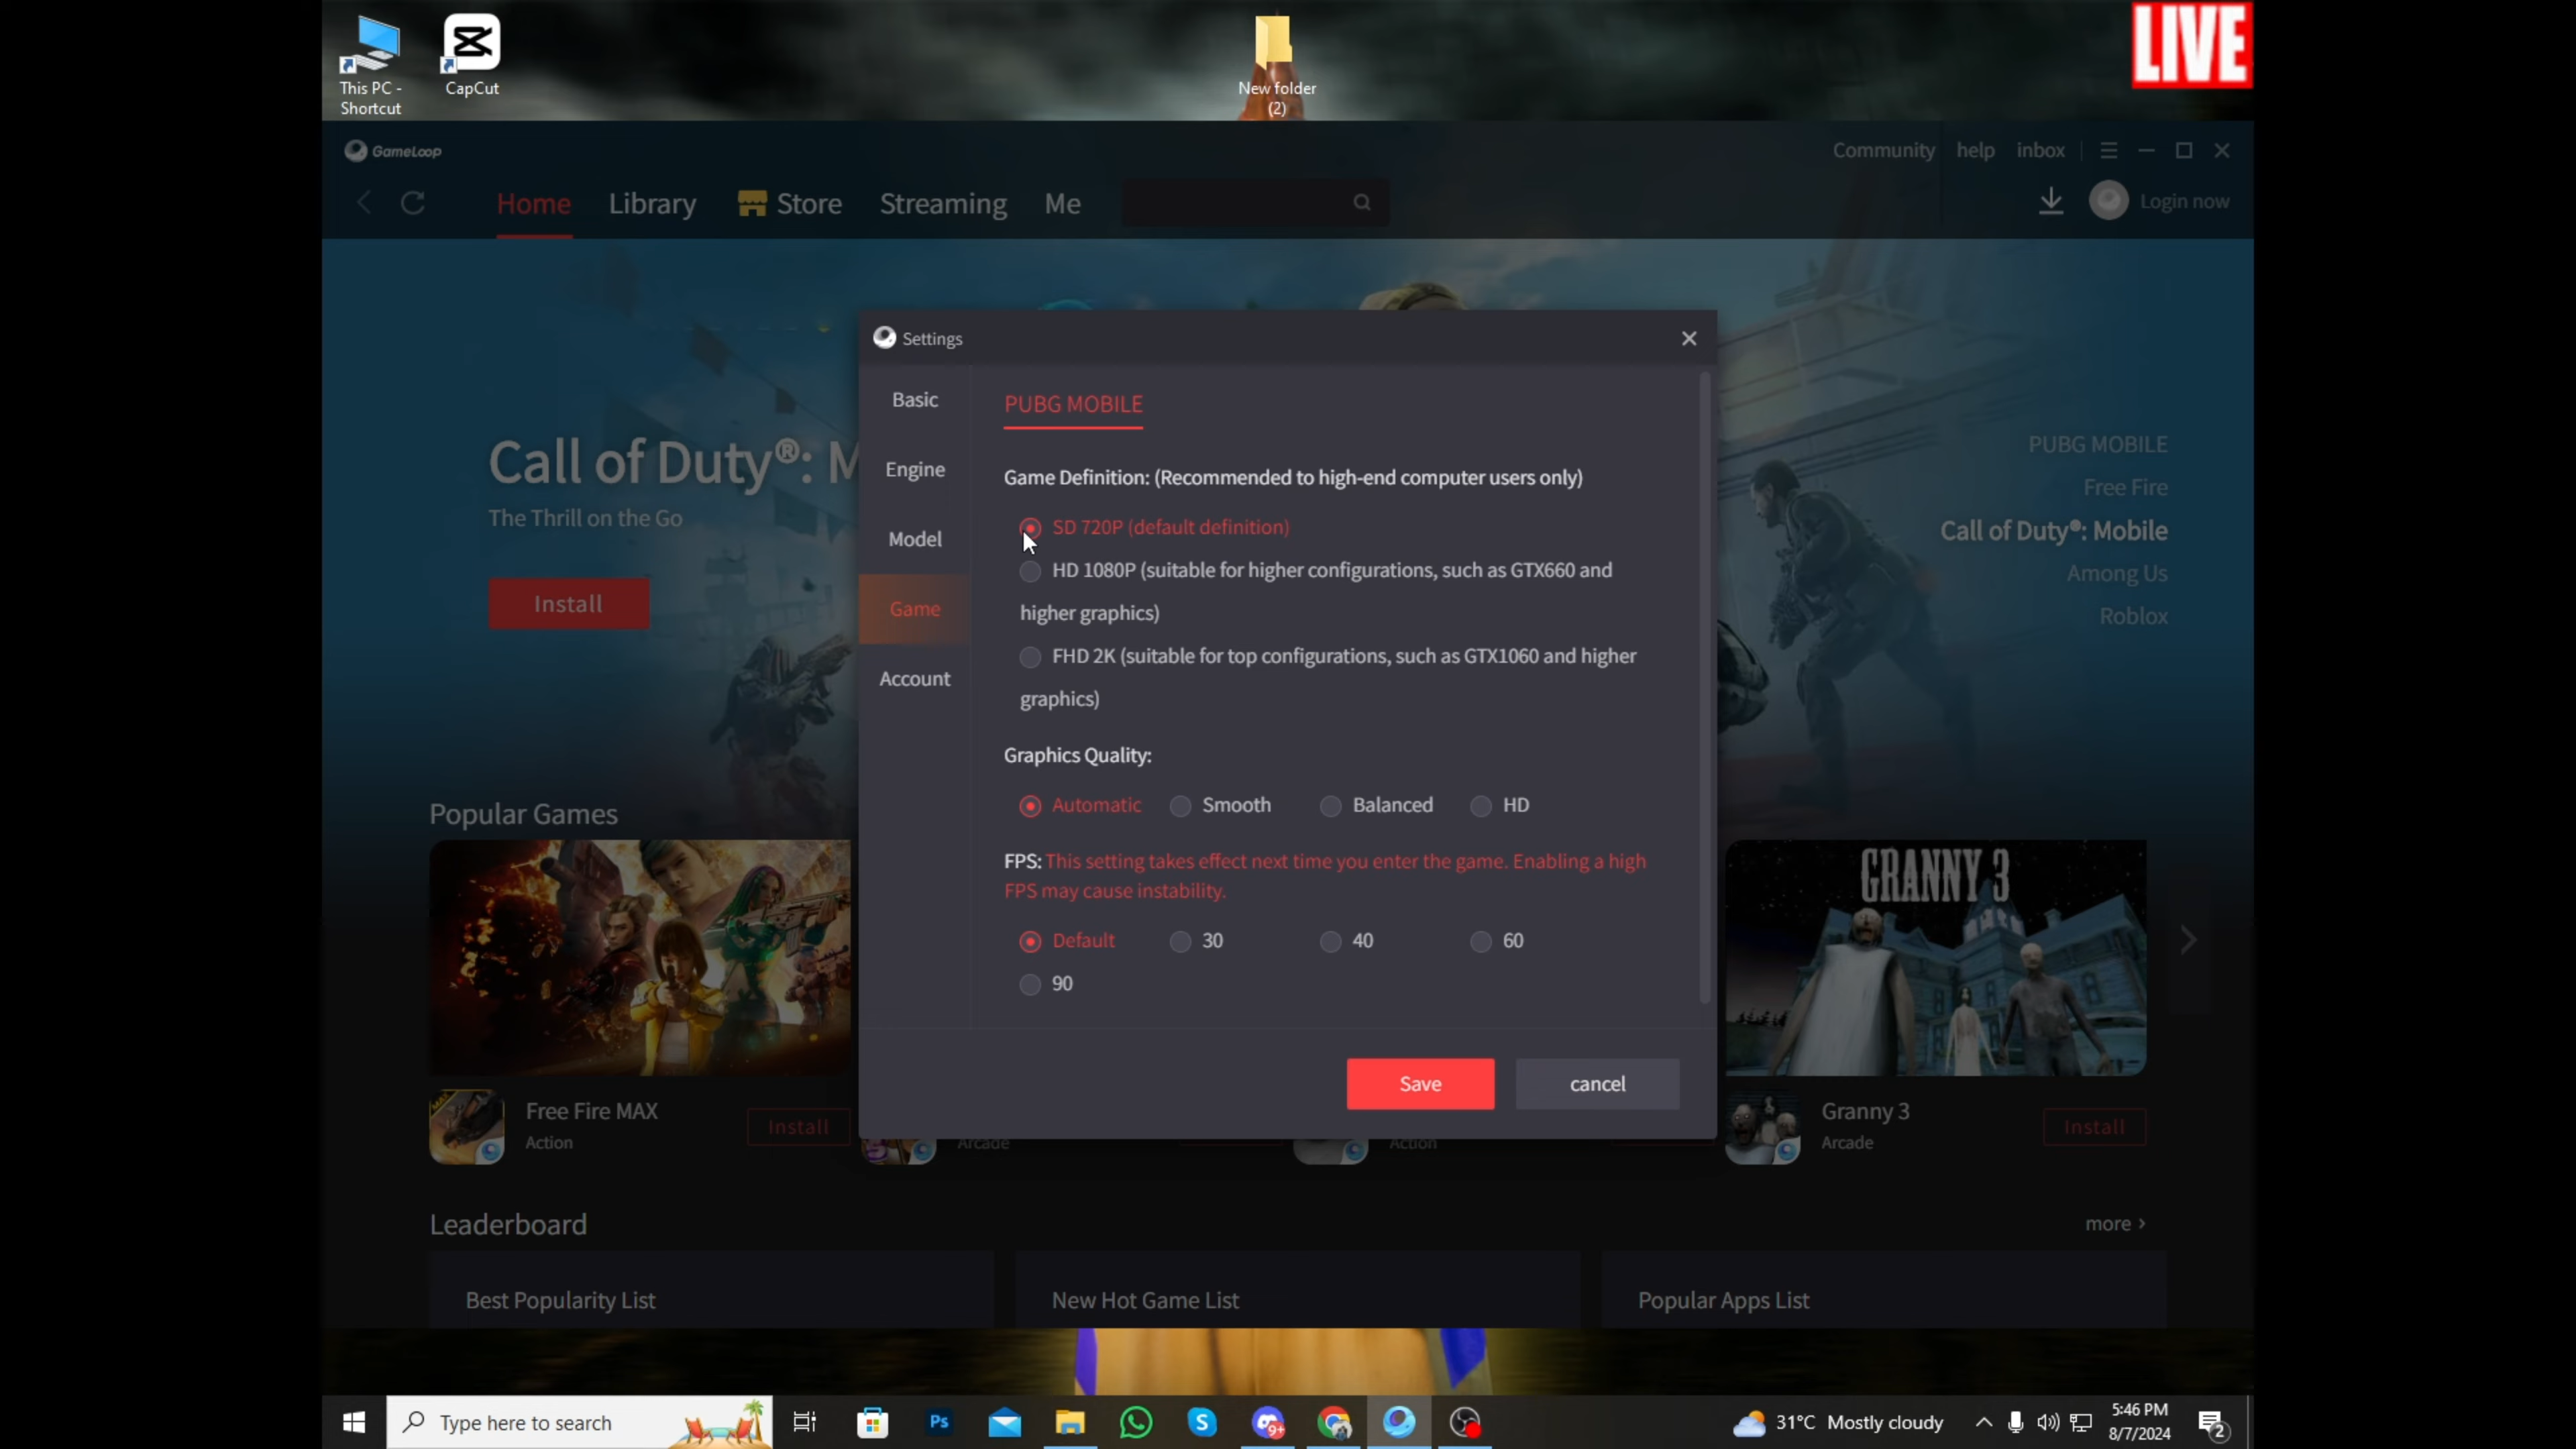 This PC - Shortcut
CapCut
New folder (2)
LIVE
GameLoop
Community help inbox
Home Library Store Streaming Me
Login now
Call of Duty®: M
The Thrill on the Go
Install
PUBG MOBILE
Free Fire
Call of Duty®: Mobile
Among Us
Roblox
Settings
Basic
Engine
Model
Game
Account
PUBG MOBILE
Game Definition: (Recommended to high-end computer users only)
SD 720P (default definition)
HD 1080P (suitable for higher configurations, such as GTX660 and
higher graphics)
FHD 2K (suitable for top configurations, such as GTX1060 and higher
graphics)
Graphics Quality:
Automatic Smooth Balanced HD
FPS: This setting takes effect next time you enter the game. Enabling a high
FPS may cause instability.
Default 30 40 60
90
Save cancel
Popular Games
GRANNY 3
Free Fire MAX
Action
Install
Arcade
Action
Granny 3
Arcade
Install
Leaderboard
more >
Best Popularity List
New Hot Game List
Popular Apps List
Type here to search
Ps
9+
31°C Mostly cloudy
5:46 PM
8/7/2024
2